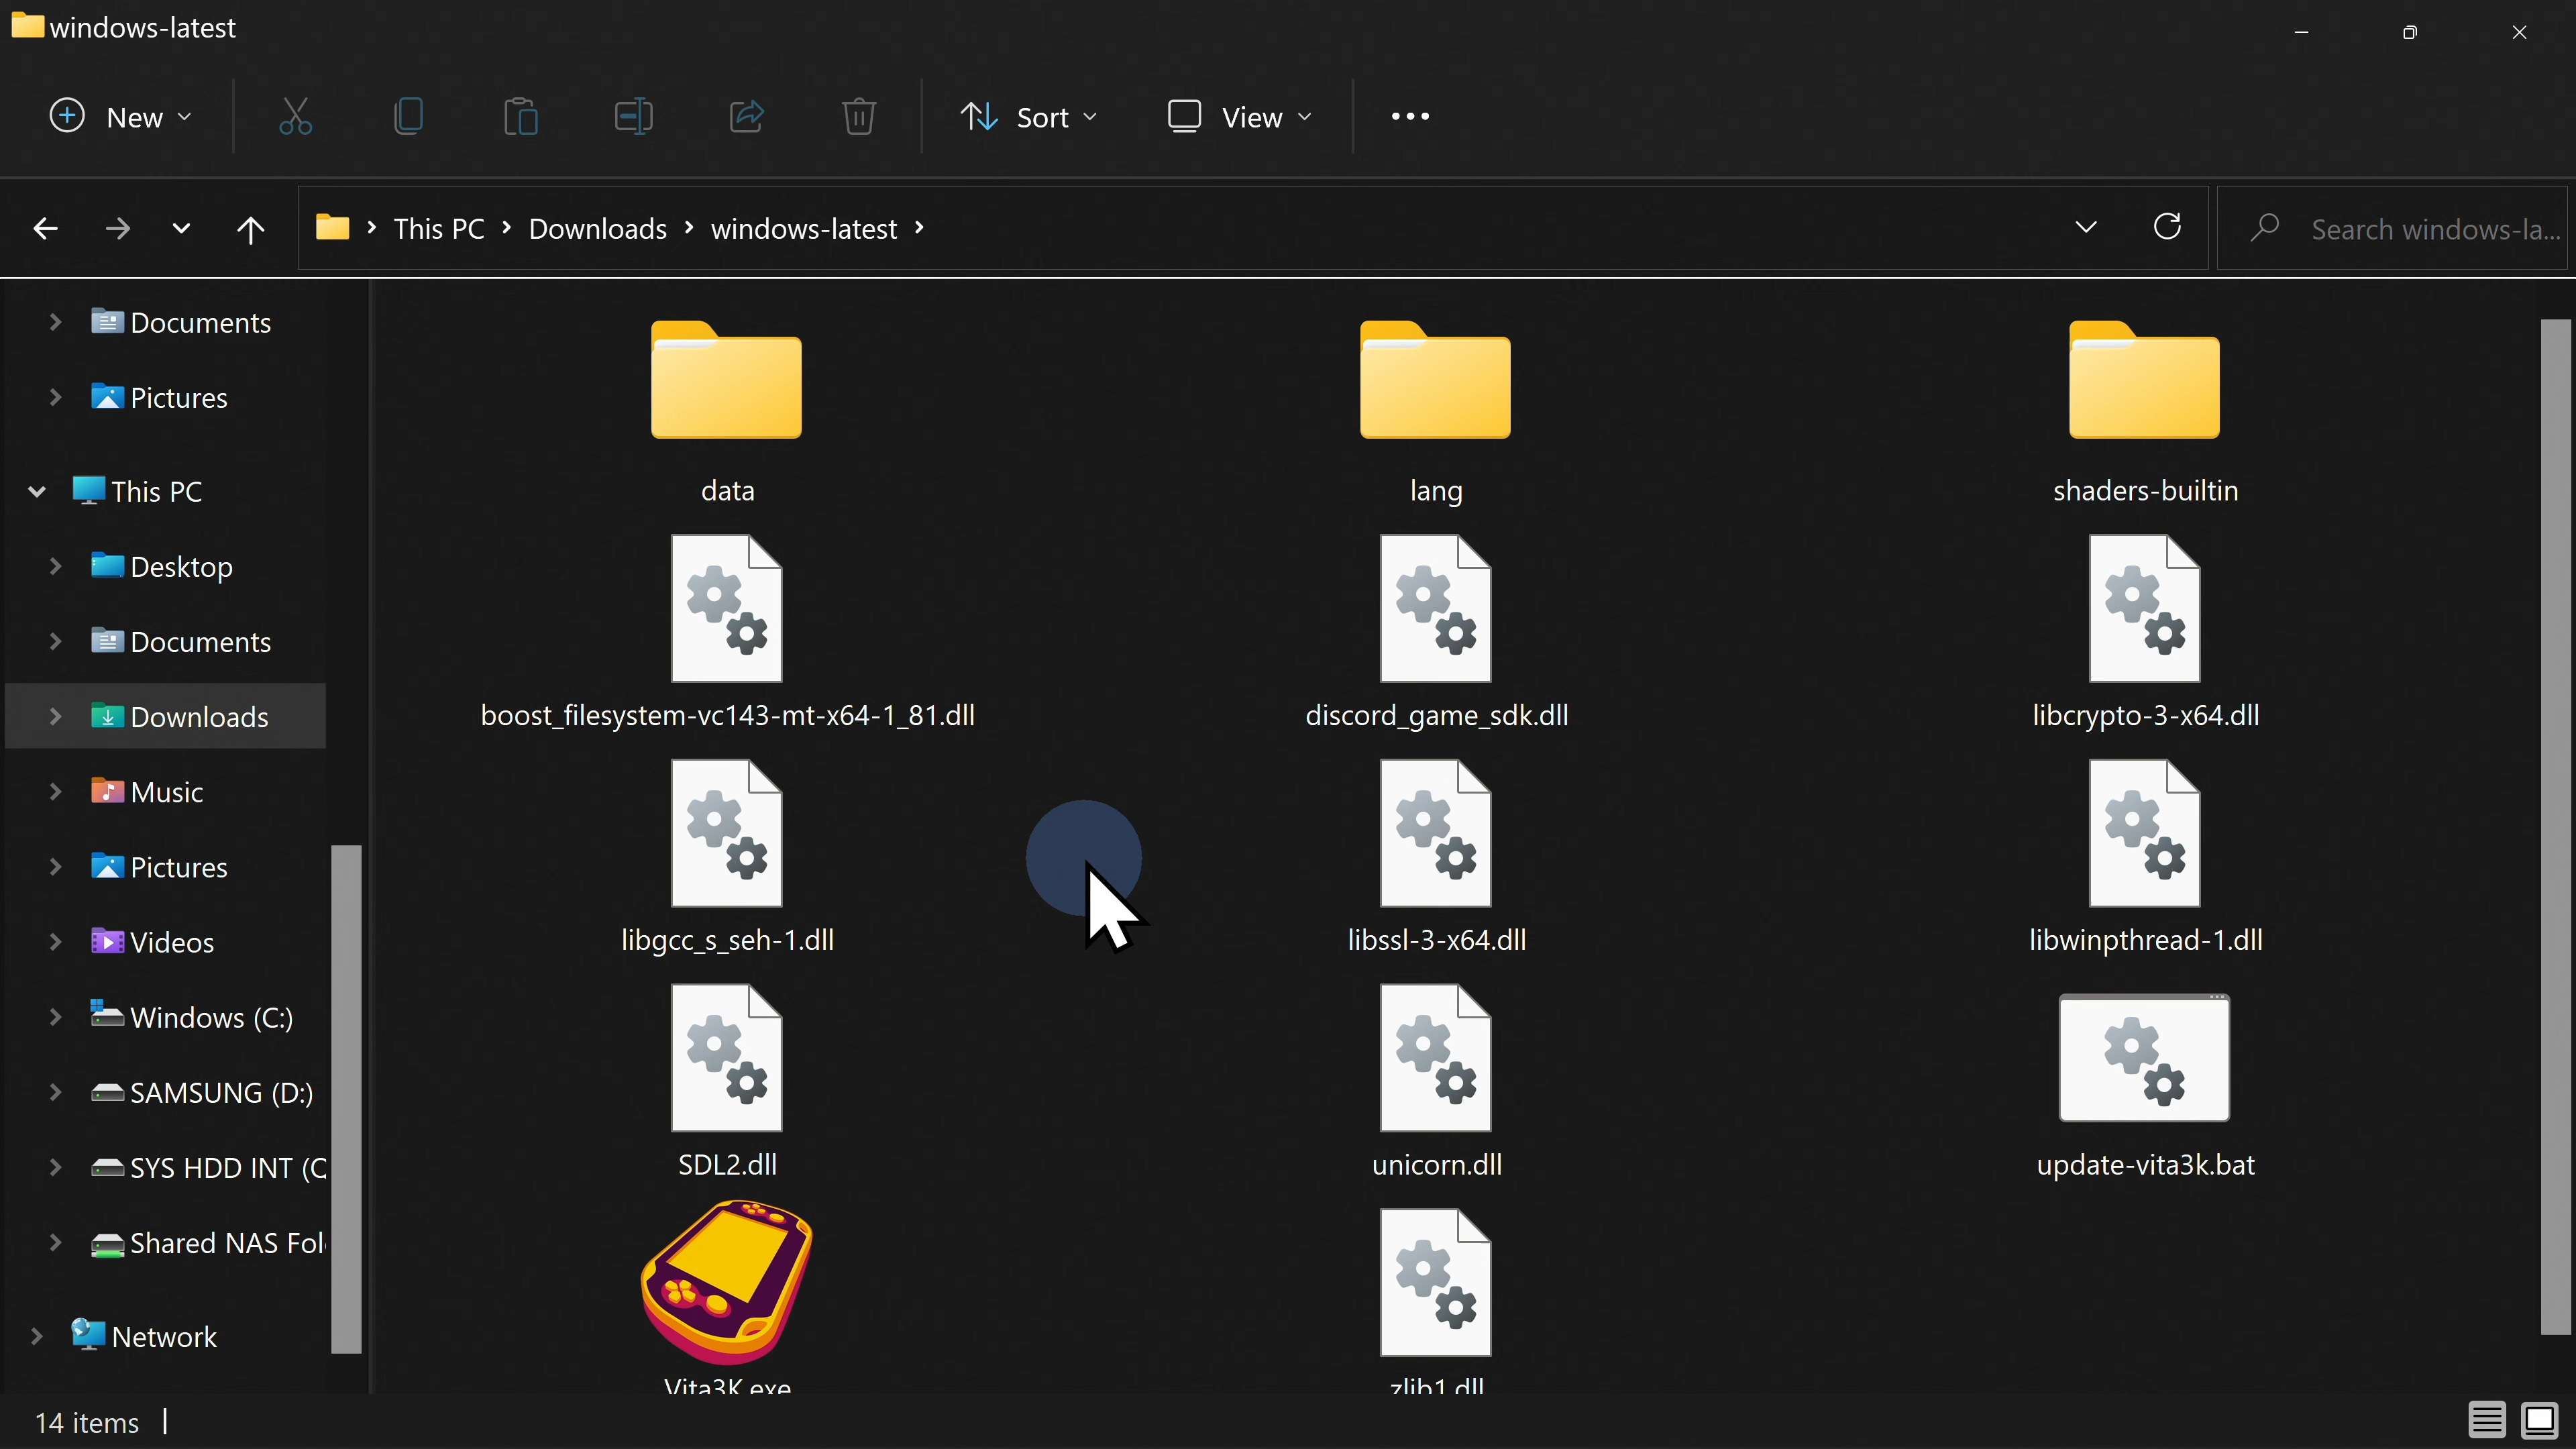 windows-latest
New
Sort
View
This PC
Downloads
windows-latest
Search windows-la...
Documents
Pictures
This PC
Desktop
Documents
Downloads
Music
Pictures
Videos
Windows (C:)
SAMSUNG (D:)
SYS HDD INT (
Shared NAS Fol
Network
data
lang
shaders-builtin
boost_filesystem-vc143-mt-x64-1_81.dll
discord_game_sdk.dll
libcrypto-3-x64.dll
libgcc_s_seh-1.dll
libssl-3-x64.dll
libwinpthread-1.dll
SDL2.dll
unicorn.dll
update-vita3k.bat
Vita3K.exe
zlib1.dll
14 items